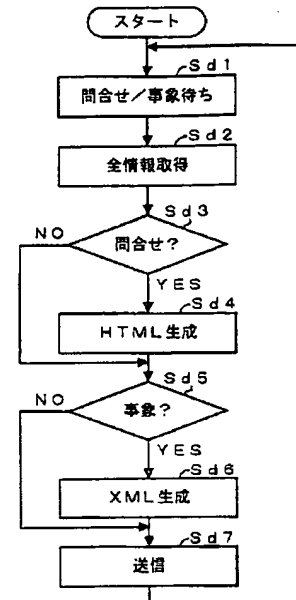 スタート
Sd1
問合せ／事象待ち
Sd2
全情報取得
Sd3
問合せ？
NO
YES
Sd4
HTML生成
Sd5
事象？
NO
YES
Sd6
XML生成
Sd7
送信